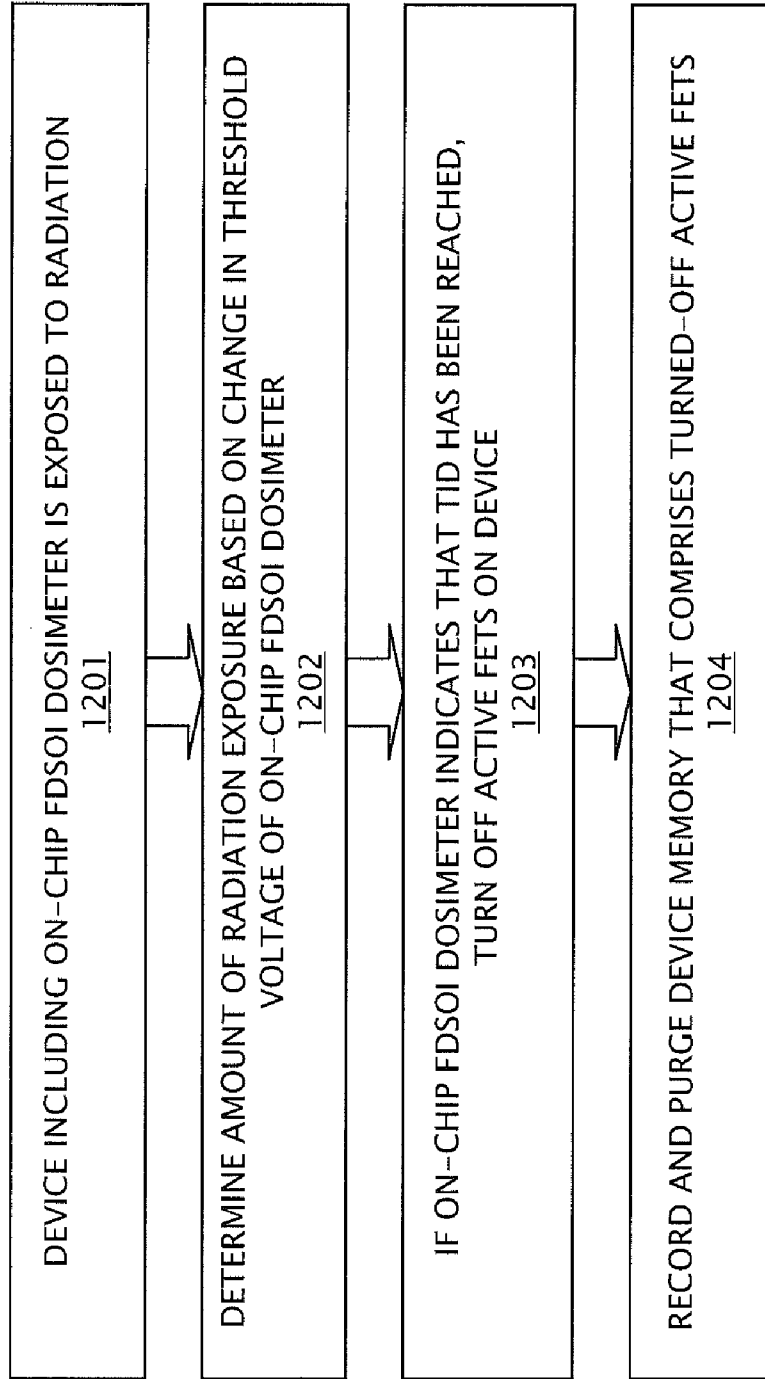 DEVICE INCLUDING ON-CHIP FDSOI DOSIMETER IS EXPOSED TO RADIATION
1201
DETERMINE AMOUNT OF RADIATION EXPOSURE BASED ON CHANGE IN THRESHOLD
VOLTAGE OF ON-CHIP FDSOI DOSIMETER
1202
IF ON-CHIP FDSOI DOSIMETER INDICATES THAT TID HAS BEEN REACHED,
TURN OFF ACTIVE FETS ON DEVICE
1203
RECORD AND PURGE DEVICE MEMORY THAT COMPRISES TURNED-OFF ACTIVE FETS
1204